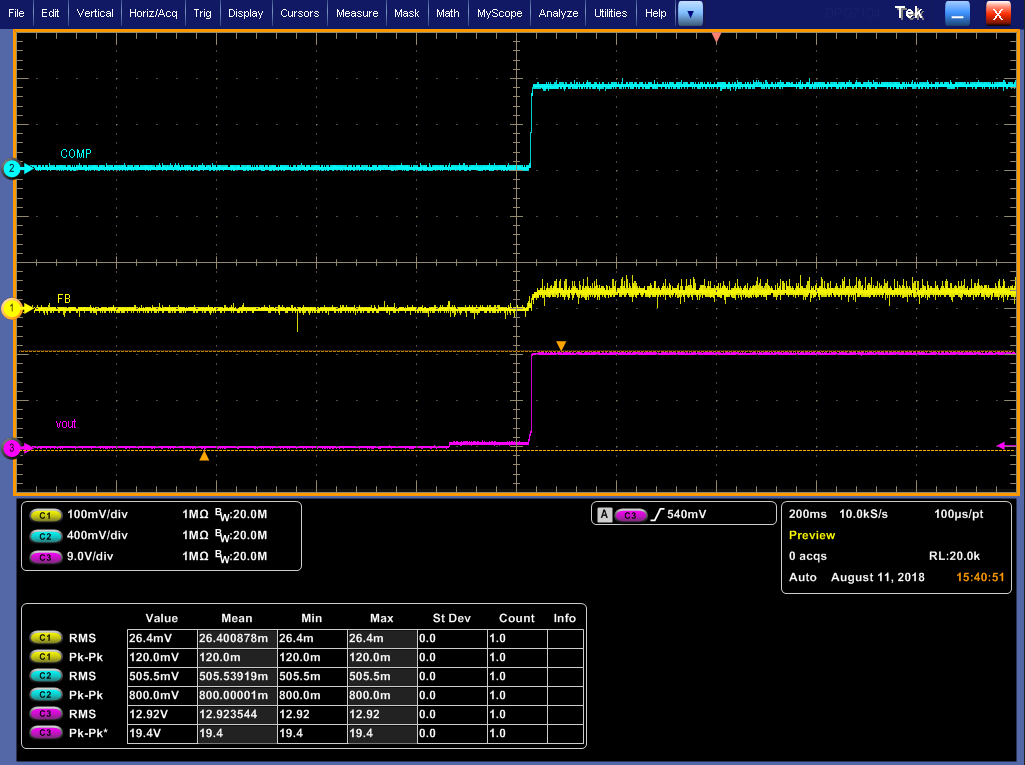 File Edit Vertical Horiz/Acq Trig Display Cursors Measure Mask Math MyScope Analyze Utilities Help Tek X
COMP
2
FB
1
vout
3
C1 100mV/div 1MΩ BW:20.0M
C2 400mV/div 1MΩ BW:20.0M
C3 9.0V/div 1MΩ BW:20.0M
A C3 540mV
200ms 10.0kS/s 100µs/pt
Preview
0 acqs RL:20.0k
Auto August 11, 2018 15:40:51
Value Mean Min Max St Dev Count Info
C1 RMS 26.4mV 26.400878m 26.4m 26.4m 0.0 1.0
C1 Pk-Pk 120.0mV 120.0m 120.0m 120.0m 0.0 1.0
C2 RMS 505.5mV 505.53919m 505.5m 505.5m 0.0 1.0
C2 Pk-Pk 800.0mV 800.00001m 800.0m 800.0m 0.0 1.0
C3 RMS 12.92V 12.923544 12.92 12.92 0.0 1.0
C3 Pk-Pk* 19.4V 19.4 19.4 19.4 0.0 1.0